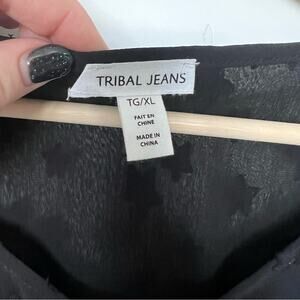 TRIBAL JEANS
TG/XL
FAIT EN
CHINE
MADE IN
CHINA